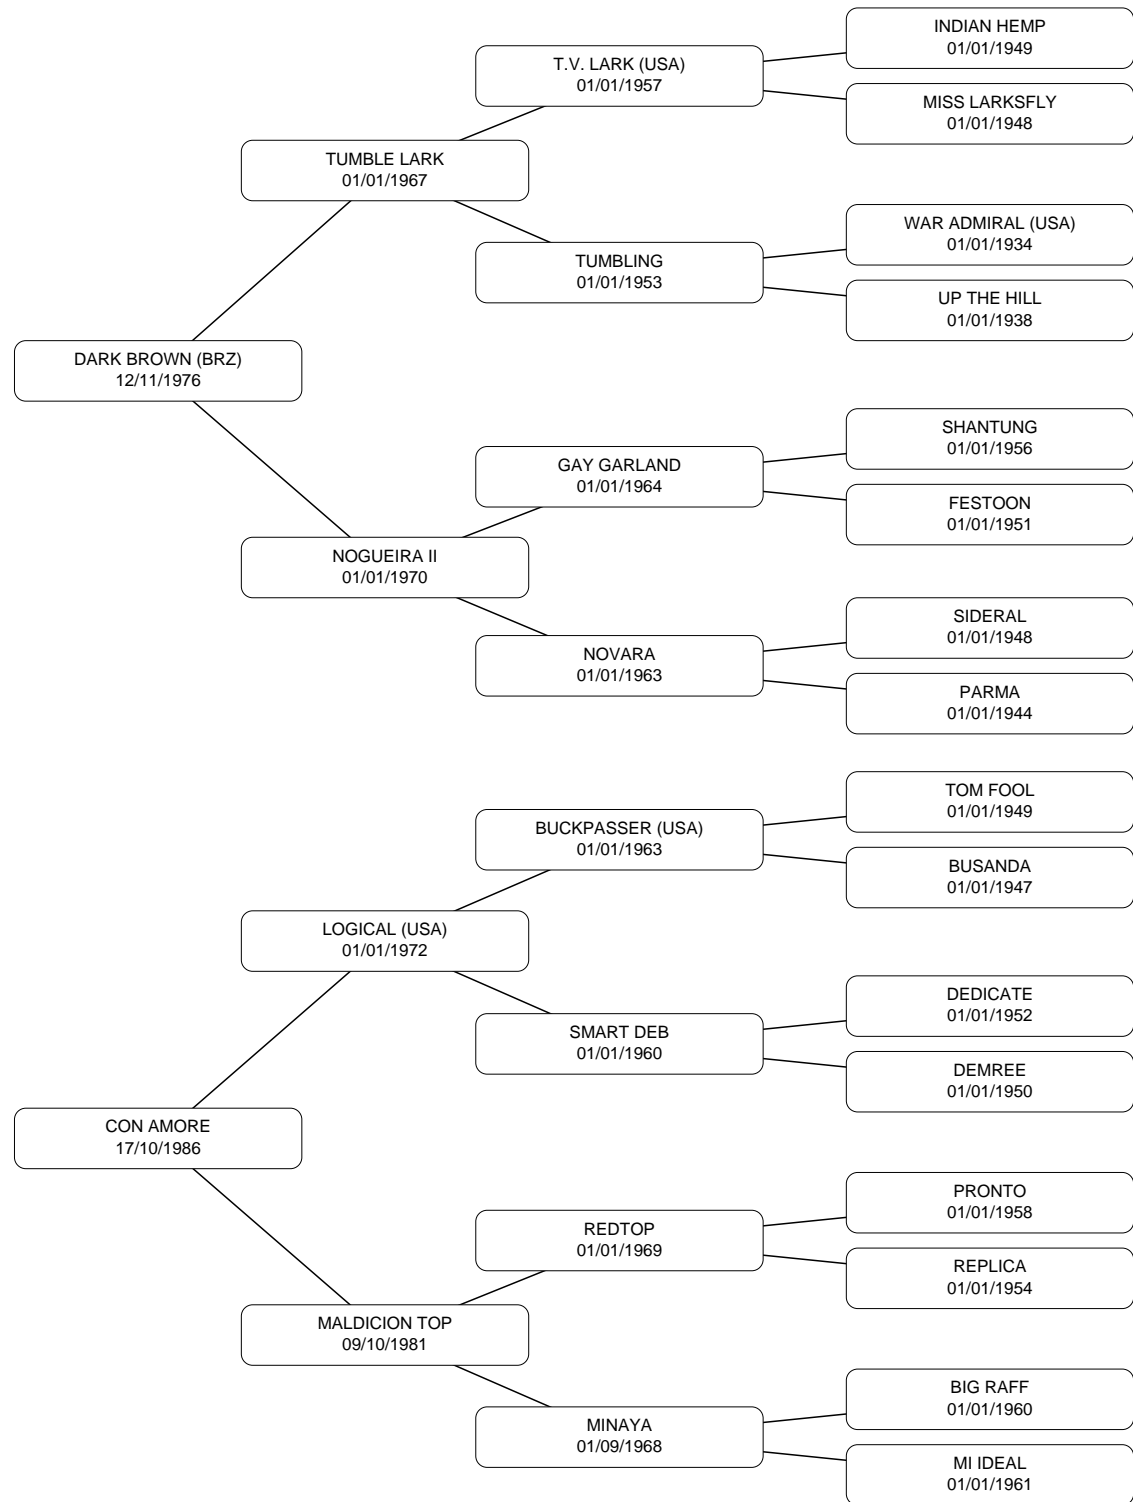 INDIAN HEMP
01/01/1949
T.V. LARK (USA)
01/01/1957
MISS LARKSFLY
01/01/1948
TUMBLE LARK
01/01/1967
WAR ADMIRAL (USA)
01/01/1934
TUMBLING
01/01/1953
UP THE HILL
01/01/1938
DARK BROWN (BRZ)
12/11/1976
SHANTUNG
01/01/1956
GAY GARLAND
01/01/1964
FESTOON
01/01/1951
NOGUEIRA II
01/01/1970
SIDERAL
01/01/1948
NOVARA
01/01/1963
PARMA
01/01/1944
TOM FOOL
01/01/1949
BUCKPASSER (USA)
01/01/1963
BUSANDA
01/01/1947
LOGICAL (USA)
01/01/1972
DEDICATE
01/01/1952
SMART DEB
01/01/1960
DEMREE
01/01/1950
CON AMORE
17/10/1986
PRONTO
01/01/1958
REDTOP
01/01/1969
REPLICA
01/01/1954
MALDICION TOP
09/10/1981
BIG RAFF
01/01/1960
MINAYA
01/09/1968
MI IDEAL
01/01/1961